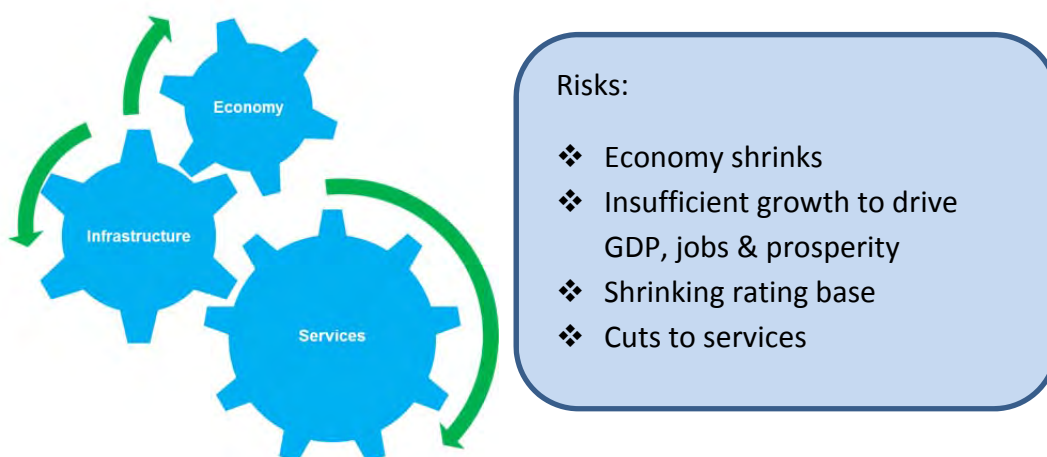 Economy
Infrastructure
Services
Risks:
❖ Economy shrinks
❖ Insufficient growth to drive
GDP, jobs & prosperity
❖ Shrinking rating base
❖ Cuts to services